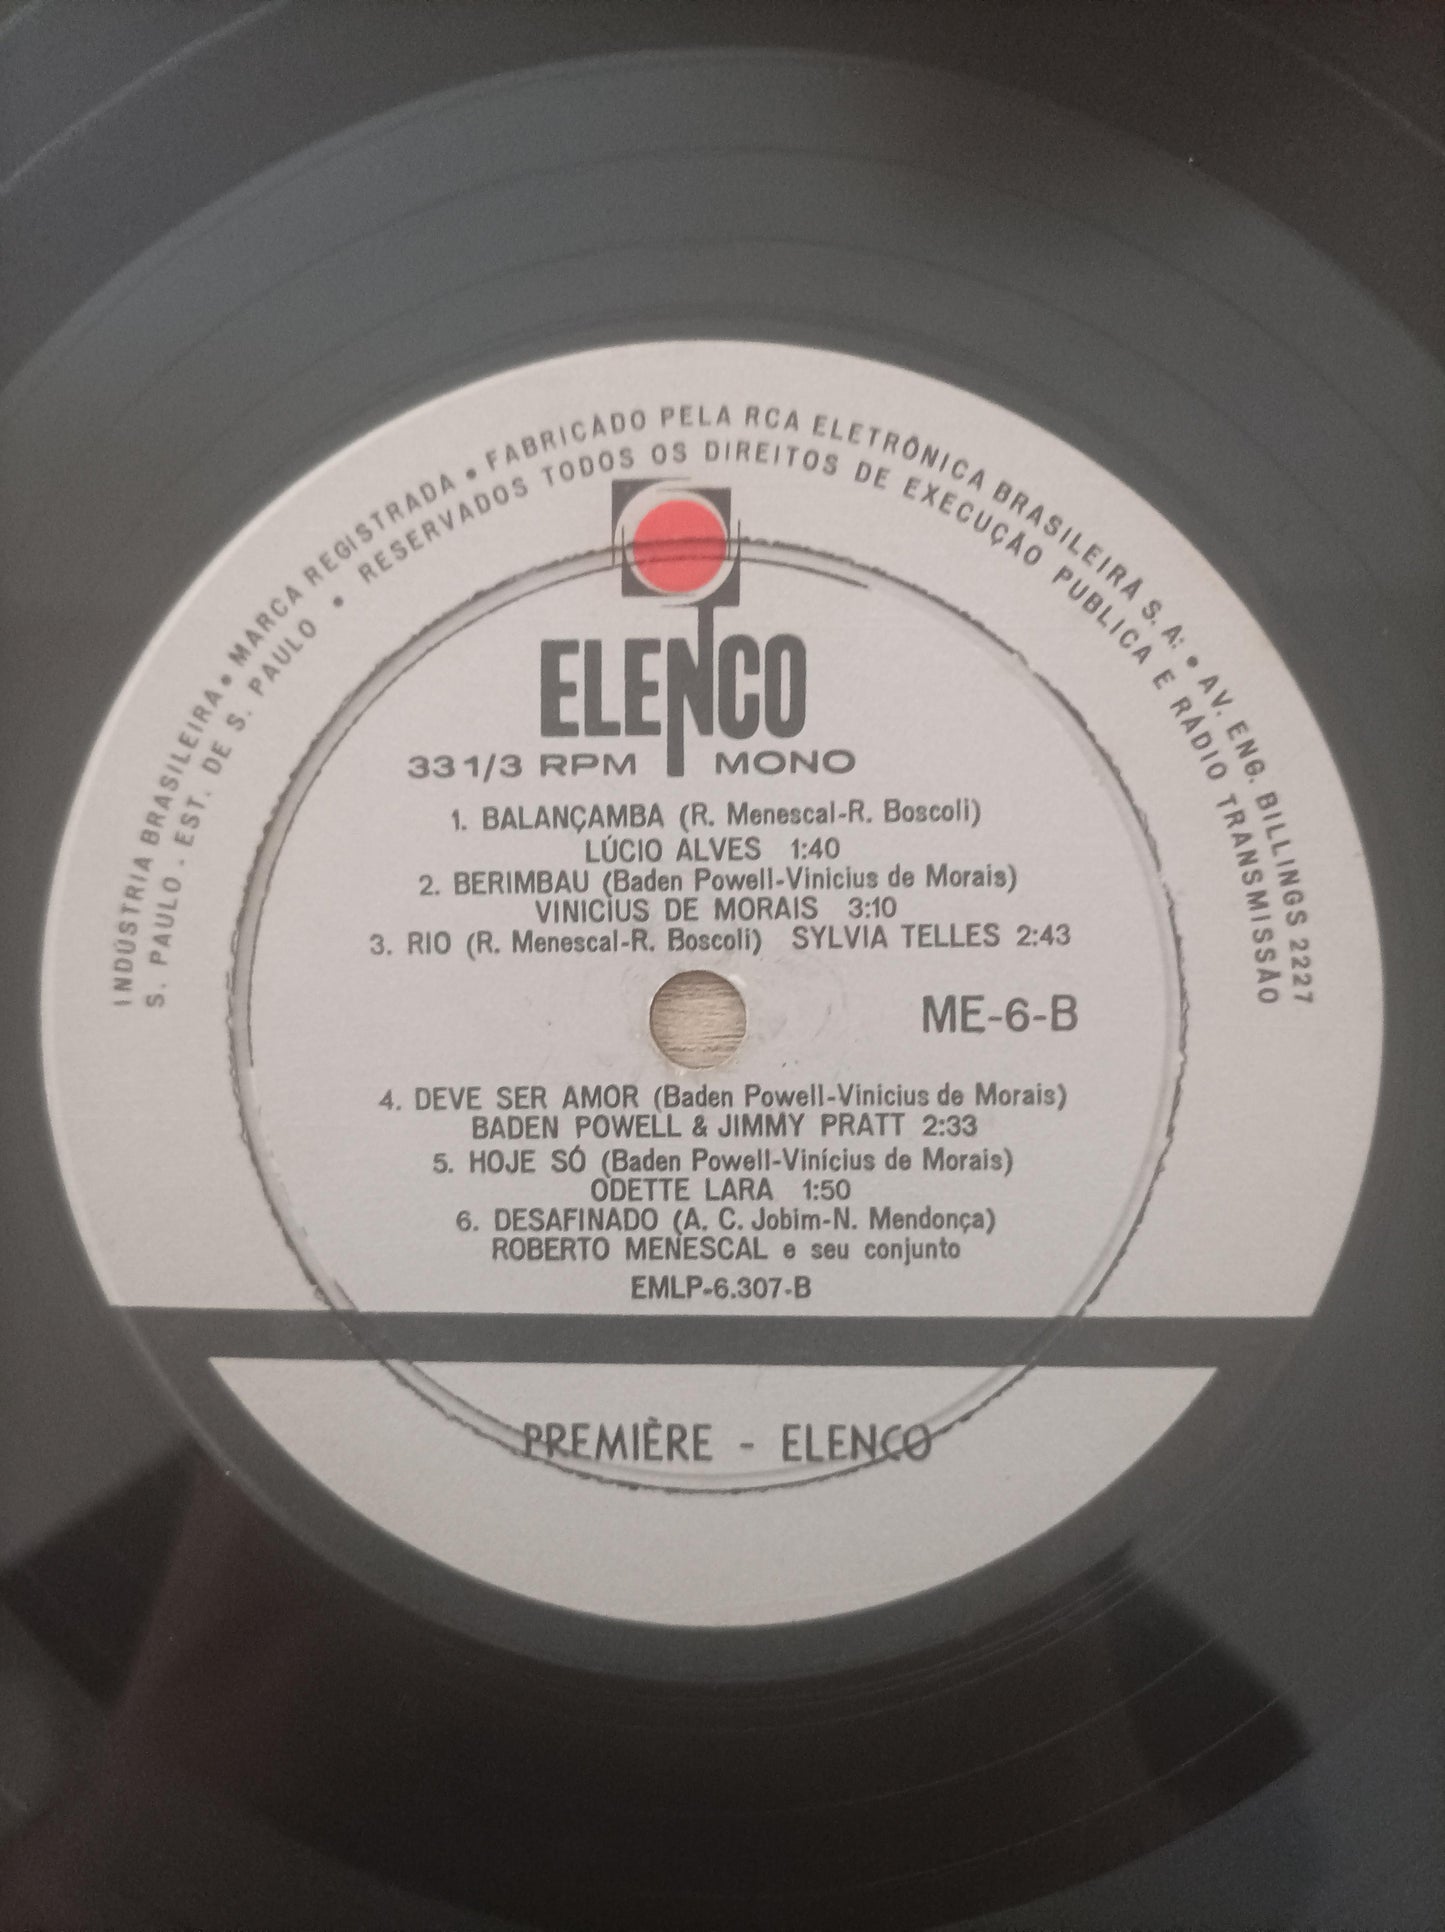 INDÚSTRIA BRASILEIRA • MARCA REGISTRADA • FABRICADO PELA RCA ELETRÔNICA BRASILEIRA S. A. • AV. ENG. BILLINGS 2227
S. PAULO - EST. DE S. PAULO • RESERVADOS TODOS OS DIREITOS DE EXECUÇÃO PUBLICA E RÁDIO TRANSMISSÃO
ELENCO
33 1/3 RPM MONO
1. BALANÇAMBA (R. Menescal-R. Boscoli)
LÚCIO ALVES 1:40
2. BERIMBAU (Baden Powell-Vinicius de Morais)
VINICIUS DE MORAIS 3:10
3. RIO (R. Menescal-R. Boscoli) SYLVIA TELLES 2:43
ME-6-B
4. DEVE SER AMOR (Baden Powell-Vinicius de Morais)
BADEN POWELL & JIMMY PRATT 2:33
5. HOJE SÓ (Baden Powell-Vinícius de Morais)
ODETTE LARA 1:50
6. DESAFINADO (A. C. Jobim-N. Mendonça)
ROBERTO MENESCAL e seu conjunto
EMLP-6.307-B
PREMIÈRE - ELENCO